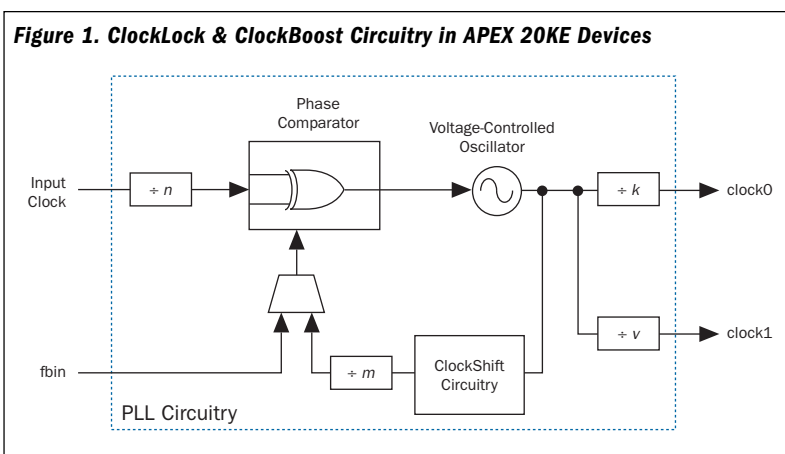 Figure 1. ClockLock & ClockBoost Circuitry in APEX 20KE Devices
Phase
Comparator
Voltage-Controlled
Oscillator
Input
Clock
÷ n
÷ k
clock0
÷ v
clock1
fbin
÷ m
ClockShift
Circuitry
PLL Circuitry